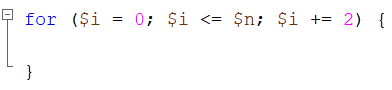 for ($i = 0; $i <= $n; $i += 2) {
}